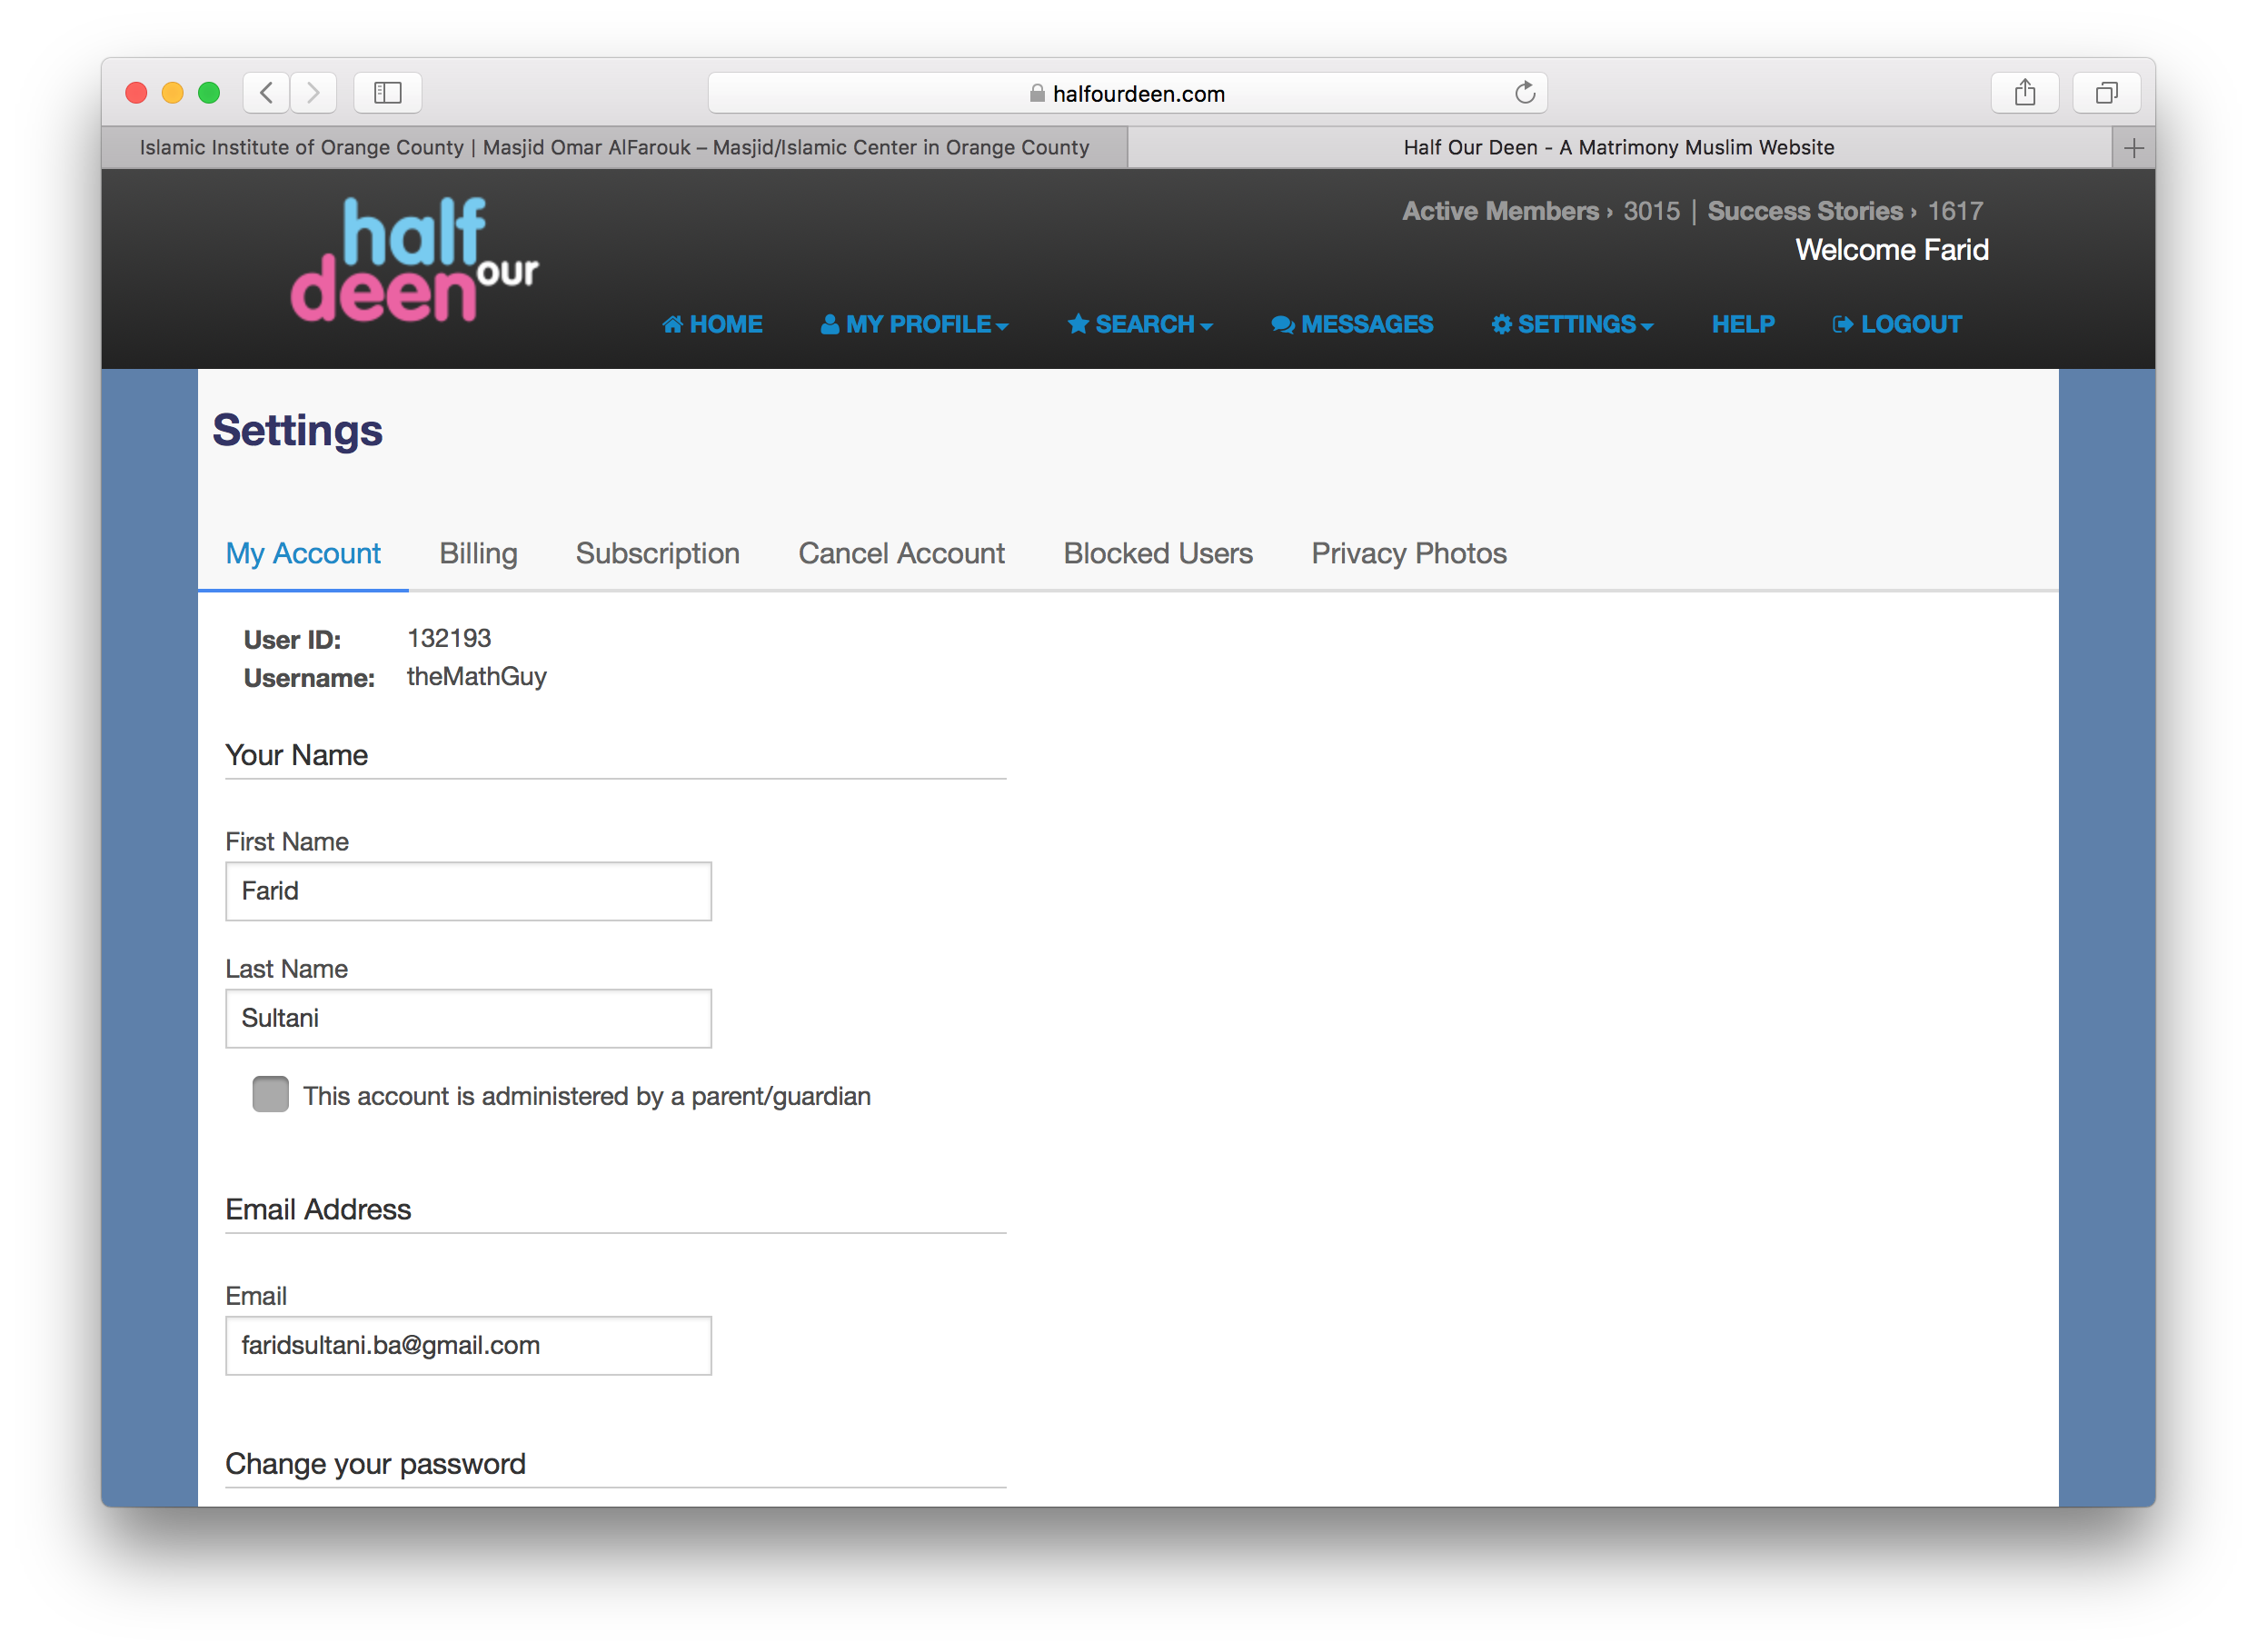 halfourdeen.com
Islamic Institute of Orange County | Masjid Omar AlFarouk – Masjid/Islamic Center in Orange County
Half Our Deen - A Matrimony Muslim Website
half our deen
Active Members › 3015 | Success Stories › 1617
Welcome Farid
HOME MY PROFILE SEARCH MESSAGES SETTINGS HELP LOGOUT
Settings
My Account Billing Subscription Cancel Account Blocked Users Privacy Photos
User ID: 132193
Username: theMathGuy
Your Name
First Name
Farid
Last Name
Sultani
This account is administered by a parent/guardian
Email Address
Email
faridsultani.ba@gmail.com
Change your password